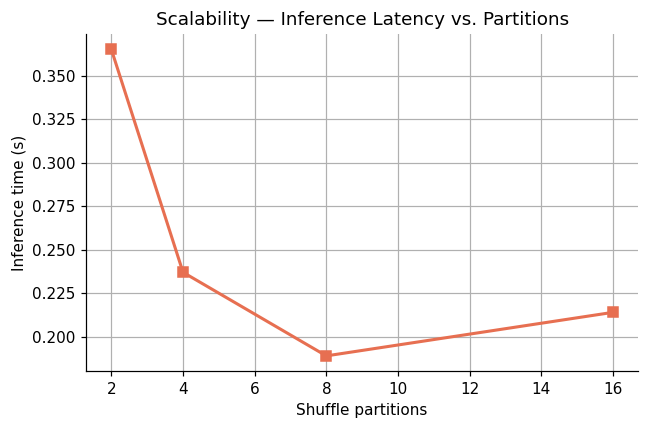 Scalability — Inference Latency vs. Partitions
0.350
0.325
0.300
0.275
0.250
0.225
0.200
Inference time (s)
2 4 6 8 10 12 14 16
Shuffle partitions